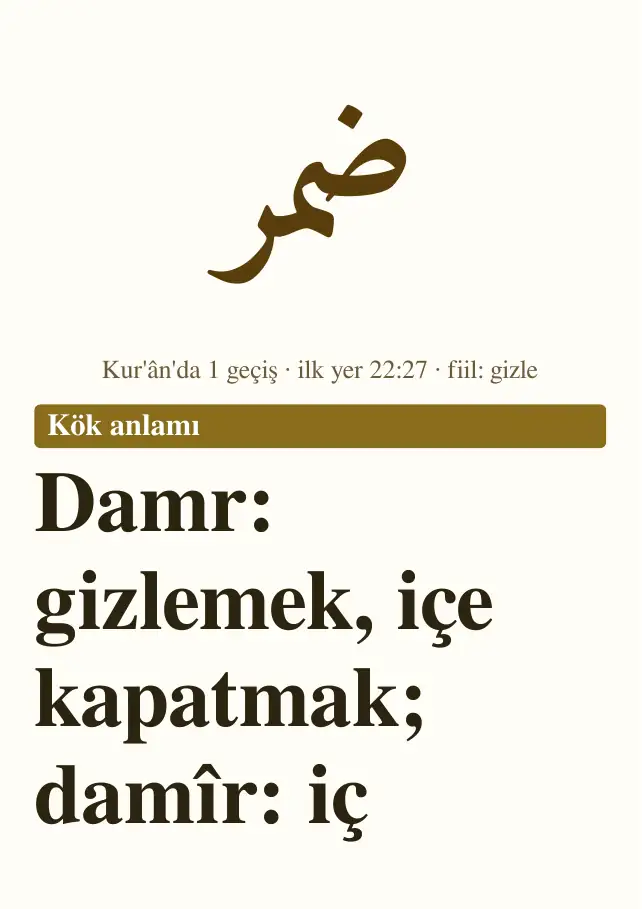 ضمر
Kur'ân'da 1 geçiş · ilk yer 22:27 · fiil: gizle
Kök anlamı
Damr:
gizlemek, içe
kapatmak;
damîr: iç